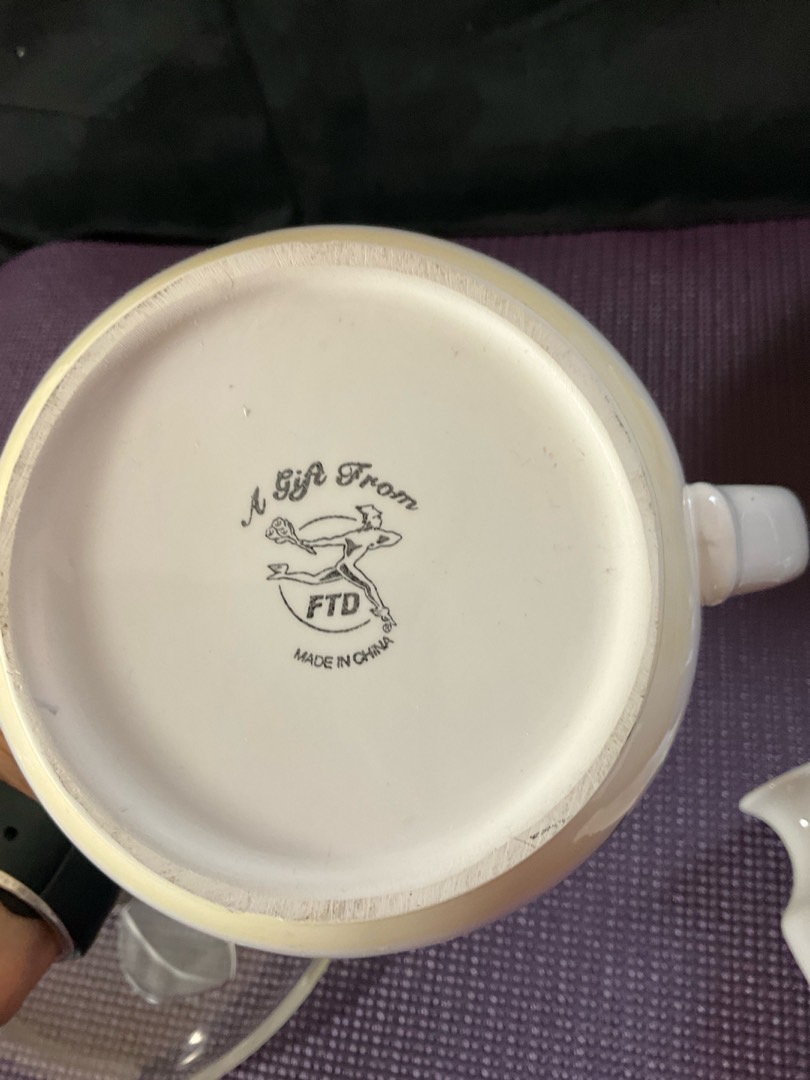 A Gift From
FTD
®
MADE IN CHINA